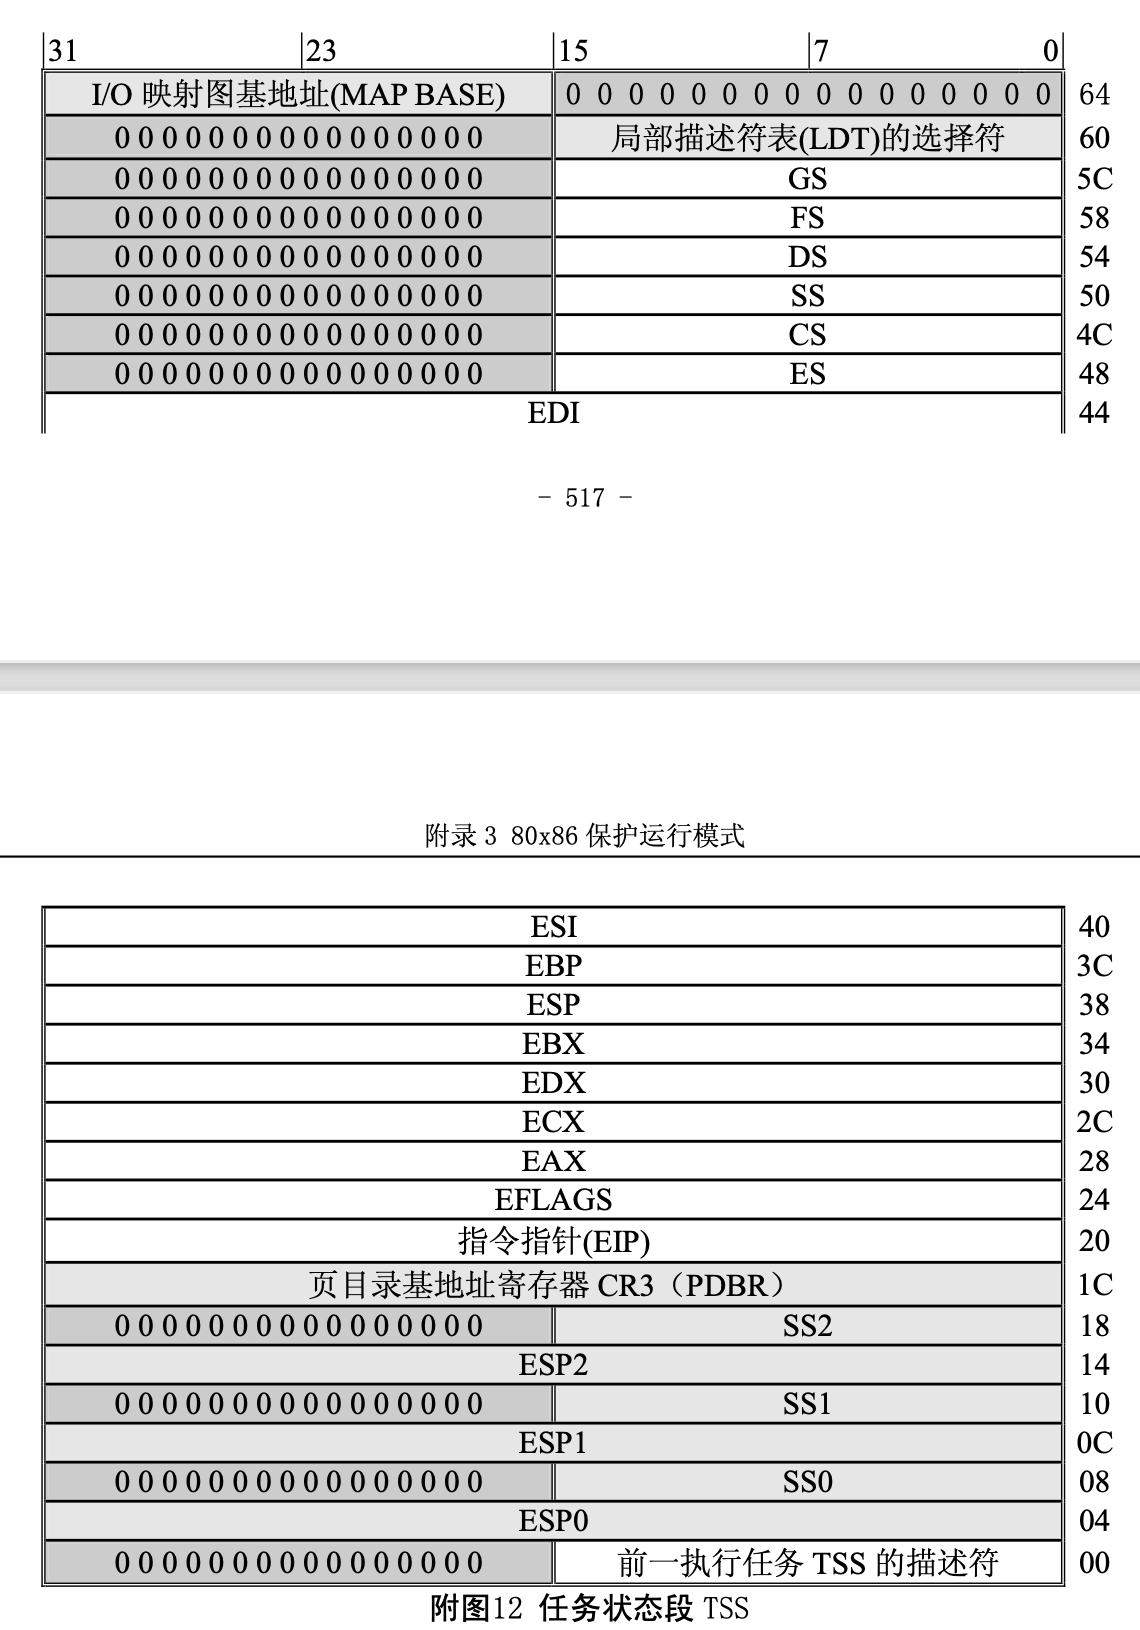 31 23 15 7 0
I/O 映射图基地址(MAP BASE) 0 0 0 0 0 0 0 0 0 0 0 0 0 0 0 0 64
0 0 0 0 0 0 0 0 0 0 0 0 0 0 0 0 局部描述符表(LDT)的选择符 60
0 0 0 0 0 0 0 0 0 0 0 0 0 0 0 0 GS 5C
0 0 0 0 0 0 0 0 0 0 0 0 0 0 0 0 FS 58
0 0 0 0 0 0 0 0 0 0 0 0 0 0 0 0 DS 54
0 0 0 0 0 0 0 0 0 0 0 0 0 0 0 0 SS 50
0 0 0 0 0 0 0 0 0 0 0 0 0 0 0 0 CS 4C
0 0 0 0 0 0 0 0 0 0 0 0 0 0 0 0 ES 48
EDI 44
- 517 -
附录 3 80x86 保护运行模式
ESI 40
EBP 3C
ESP 38
EBX 34
EDX 30
ECX 2C
EAX 28
EFLAGS 24
指令指针(EIP) 20
页目录基地址寄存器 CR3（PDBR） 1C
0 0 0 0 0 0 0 0 0 0 0 0 0 0 0 0 SS2 18
ESP2 14
0 0 0 0 0 0 0 0 0 0 0 0 0 0 0 0 SS1 10
ESP1 0C
0 0 0 0 0 0 0 0 0 0 0 0 0 0 0 0 SS0 08
ESP0 04
0 0 0 0 0 0 0 0 0 0 0 0 0 0 0 0 前一执行任务 TSS 的描述符 00
附图12 任务状态段 TSS